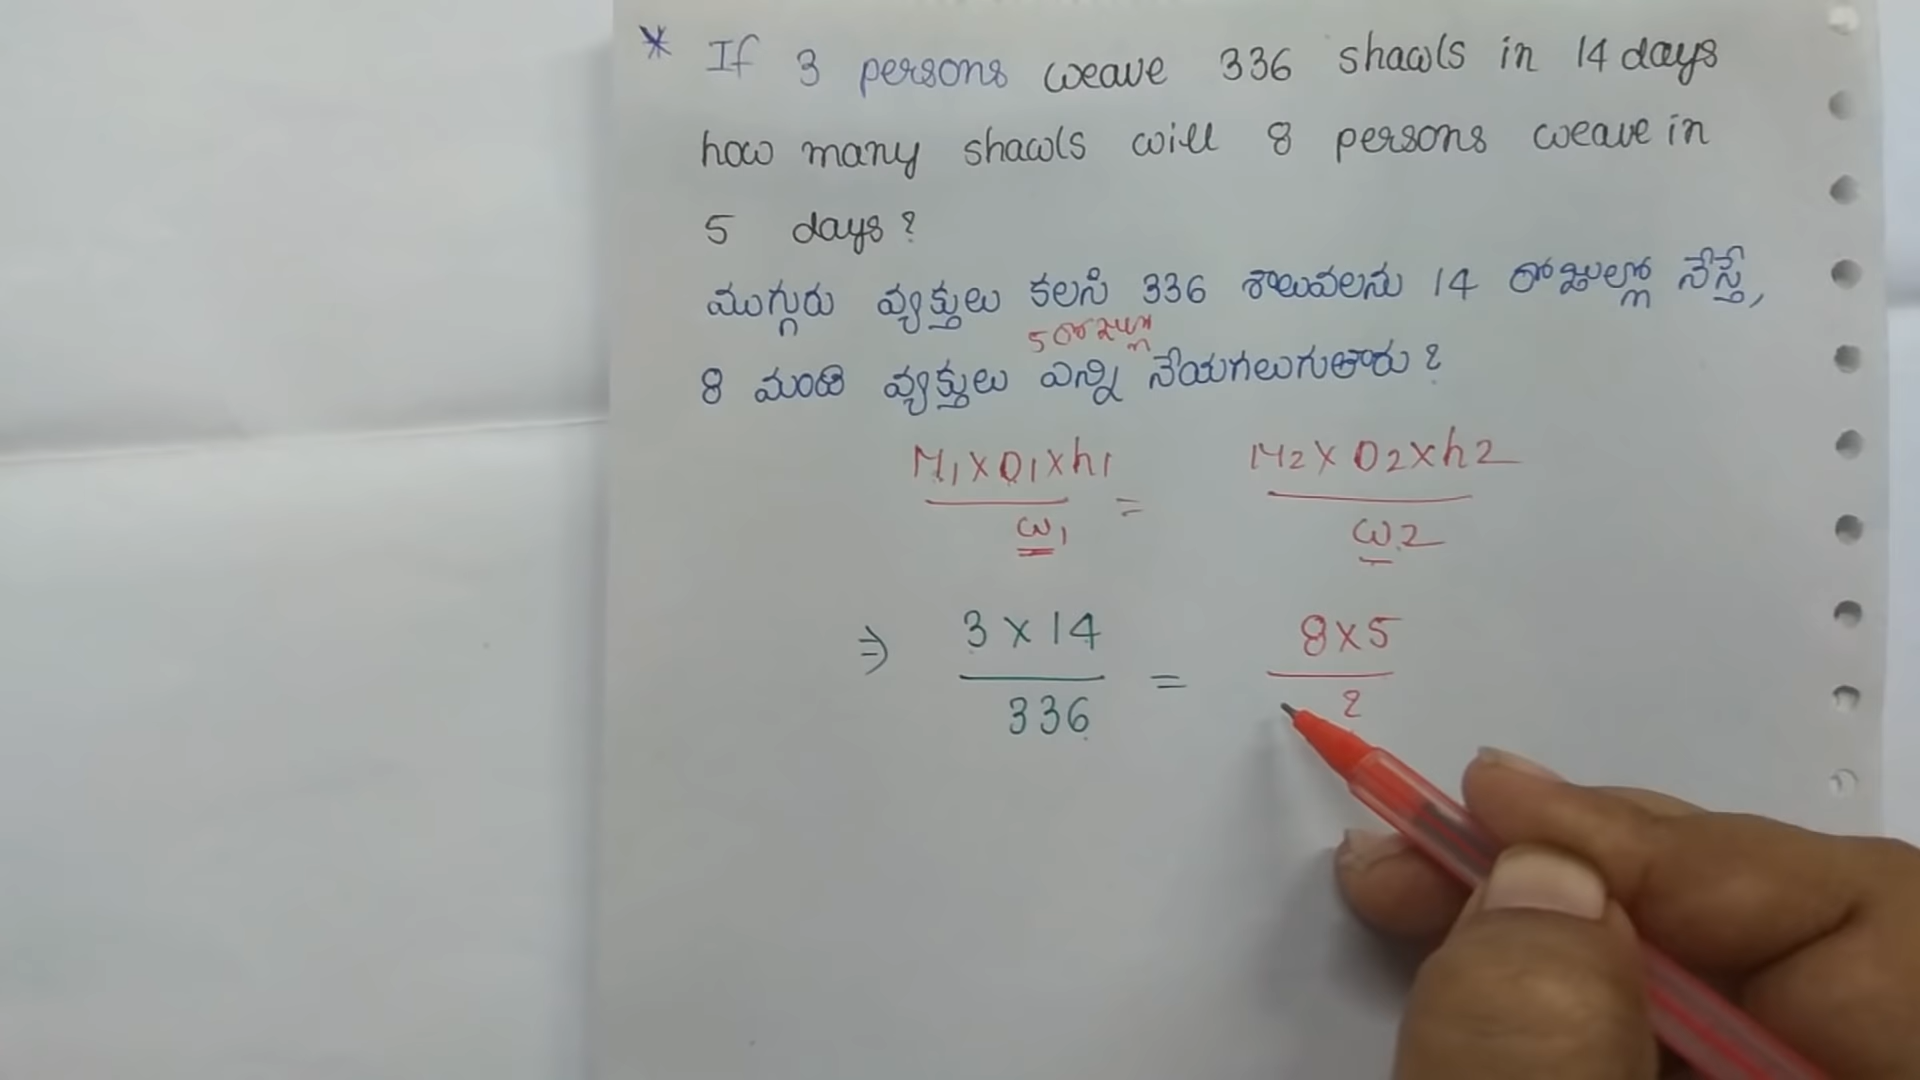 * If 3 persons weave 336 shawls in 14 days
how many shawls will 8 persons weave in
5 days?
ముగ్గురు వ్యక్తులు కలసి 336 శాలువలను 14 రోజుల్లో నేస్తే,
5 రోజుల్లో
8 మంది వ్యక్తులు ఎన్ని నేయగలుగుతారు?
M1 x D1 x h1 / w1 = M2 x D2 x h2 / w2
⇒ 3 x 14 / 336 = 8 x 5 / ?